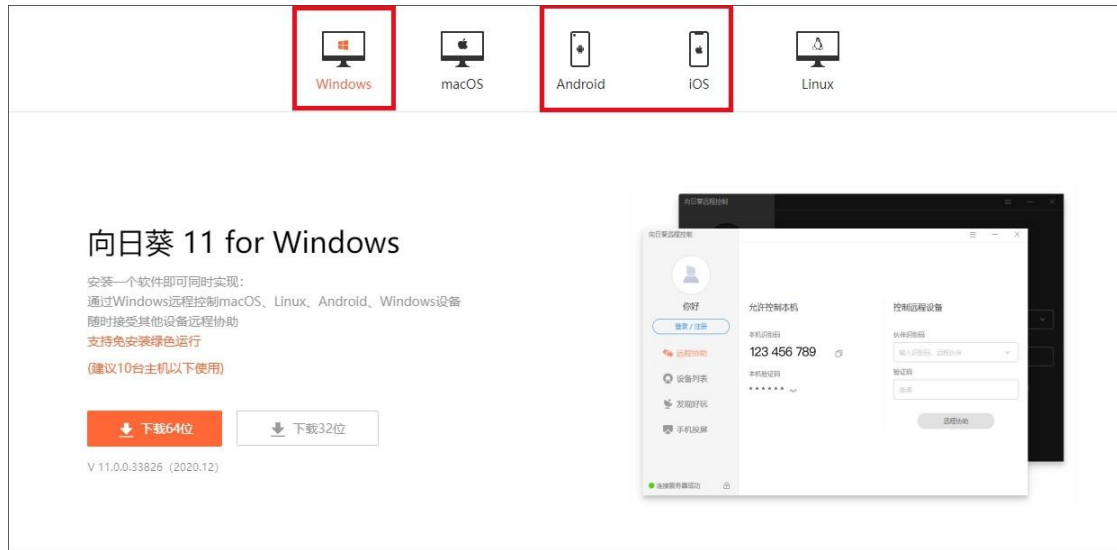 Windows
macOS
Android
iOS
Linux
向日葵 11 for Windows
安装一个软件即可同时实现:
通过Windows远程控制macOS、Linux、Android、Windows设备
随时接受其他设备远程协助
支持免安装绿色运行
(建议10台主机以下使用)
下载64位
下载32位
V 11.0.0.33826 (2020.12)
向日葵远程控制
向日葵远程控制
你好
登录 / 注册
远程协助
设备列表
发现好玩
手机投屏
连接服务器成功
允许控制本机
本机识别码
123 456 789
本机验证码
******
控制远程设备
伙伴识别码
验证码
远程协助